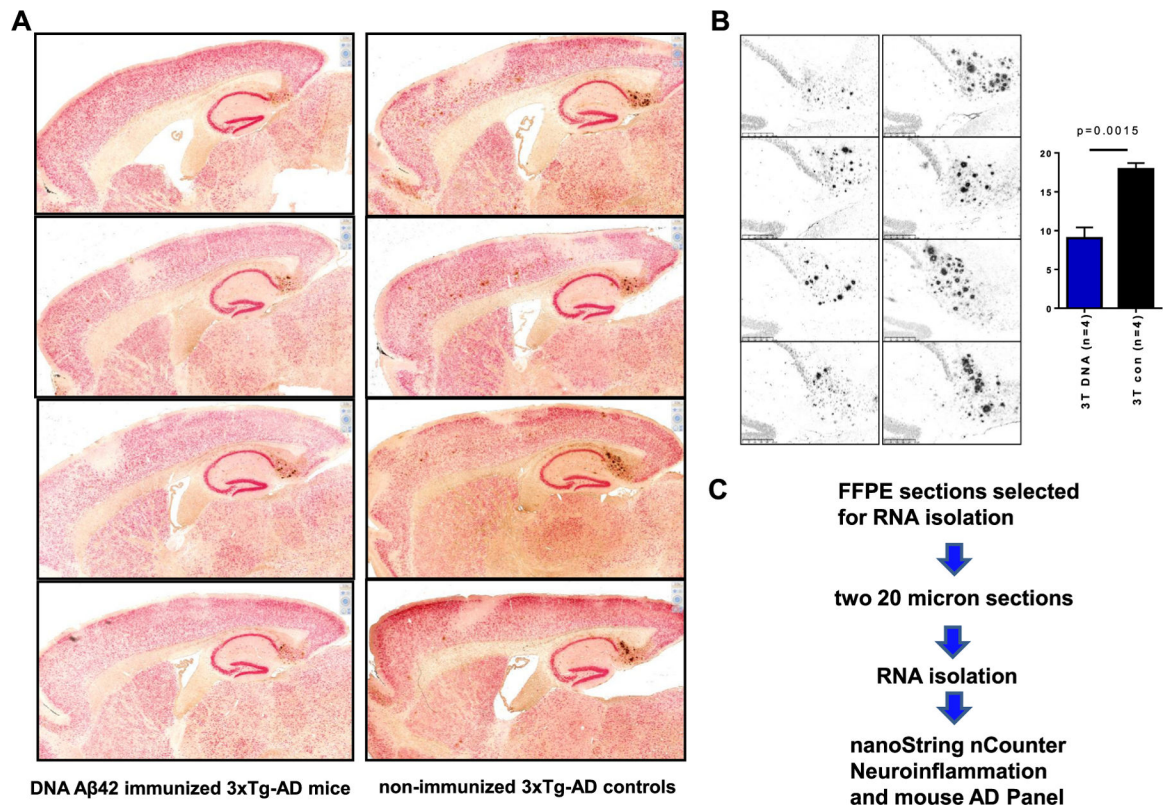 A
B
p=0.0015
20
15
10
5
0
3T DNA (n=4)
3T con (n=4)
C
FFPE sections selected
for RNA isolation
two 20 micron sections
RNA isolation
nanoString nCounter
Neuroinflammation
and mouse AD Panel
DNA Aβ42 immunized 3xTg-AD mice
non-immunized 3xTg-AD controls